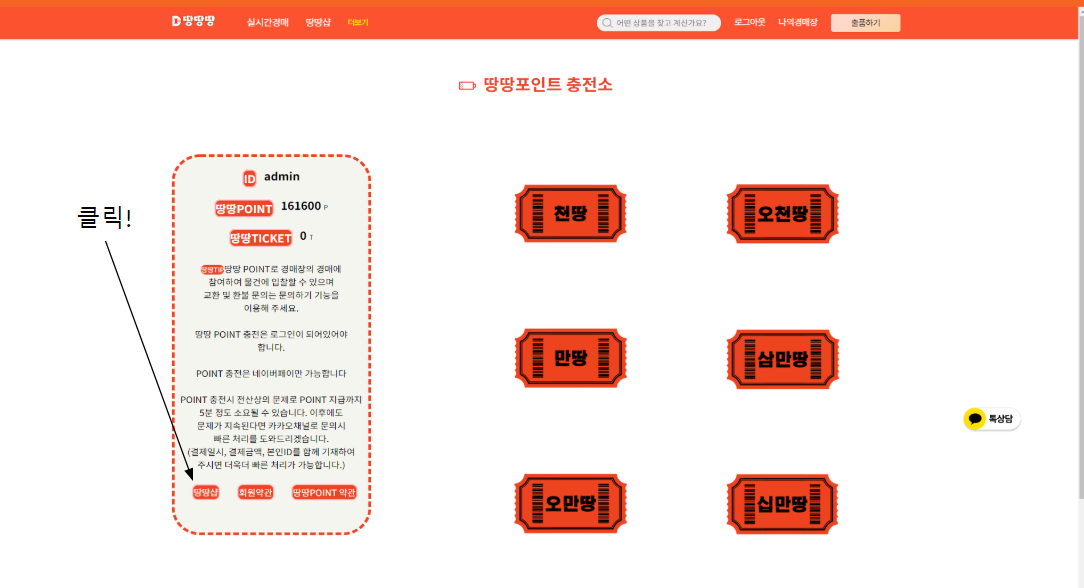 D 땅땅땅
실시간경매 땅땅샵 더보기
어떤 상품을 찾고 계신가요?
로그아웃 나의경매장 출품하기
땅땅포인트 충전소
클릭!
ID admin
땅땅POINT 161600 P
땅땅TICKET 0 T
땅땅TIP땅땅 POINT로 경매장의 경매에
참여하여 물건에 입찰할 수 있으며
교환 및 환불 문의는 문의하기 기능을
이용해 주세요.
땅땅 POINT 충전은 로그인이 되어있어야
합니다.
POINT 충전은 네이버페이만 가능합니다
POINT 충전시 전산상의 문제로 POINT 지급까지
5분 정도 소요될 수 있습니다. 이후에도
문제가 지속된다면 카카오채널로 문의시
빠른 처리를 도와드리겠습니다.
(결제일시, 결제금액, 본인ID를 함께 기재하여
주시면 더욱더 빠른 처리가 가능합니다.)
땅땅샵 회원약관 땅땅POINT 약관
천땅 오천땅
만땅 삼만땅
오만땅 십만땅
톡상담